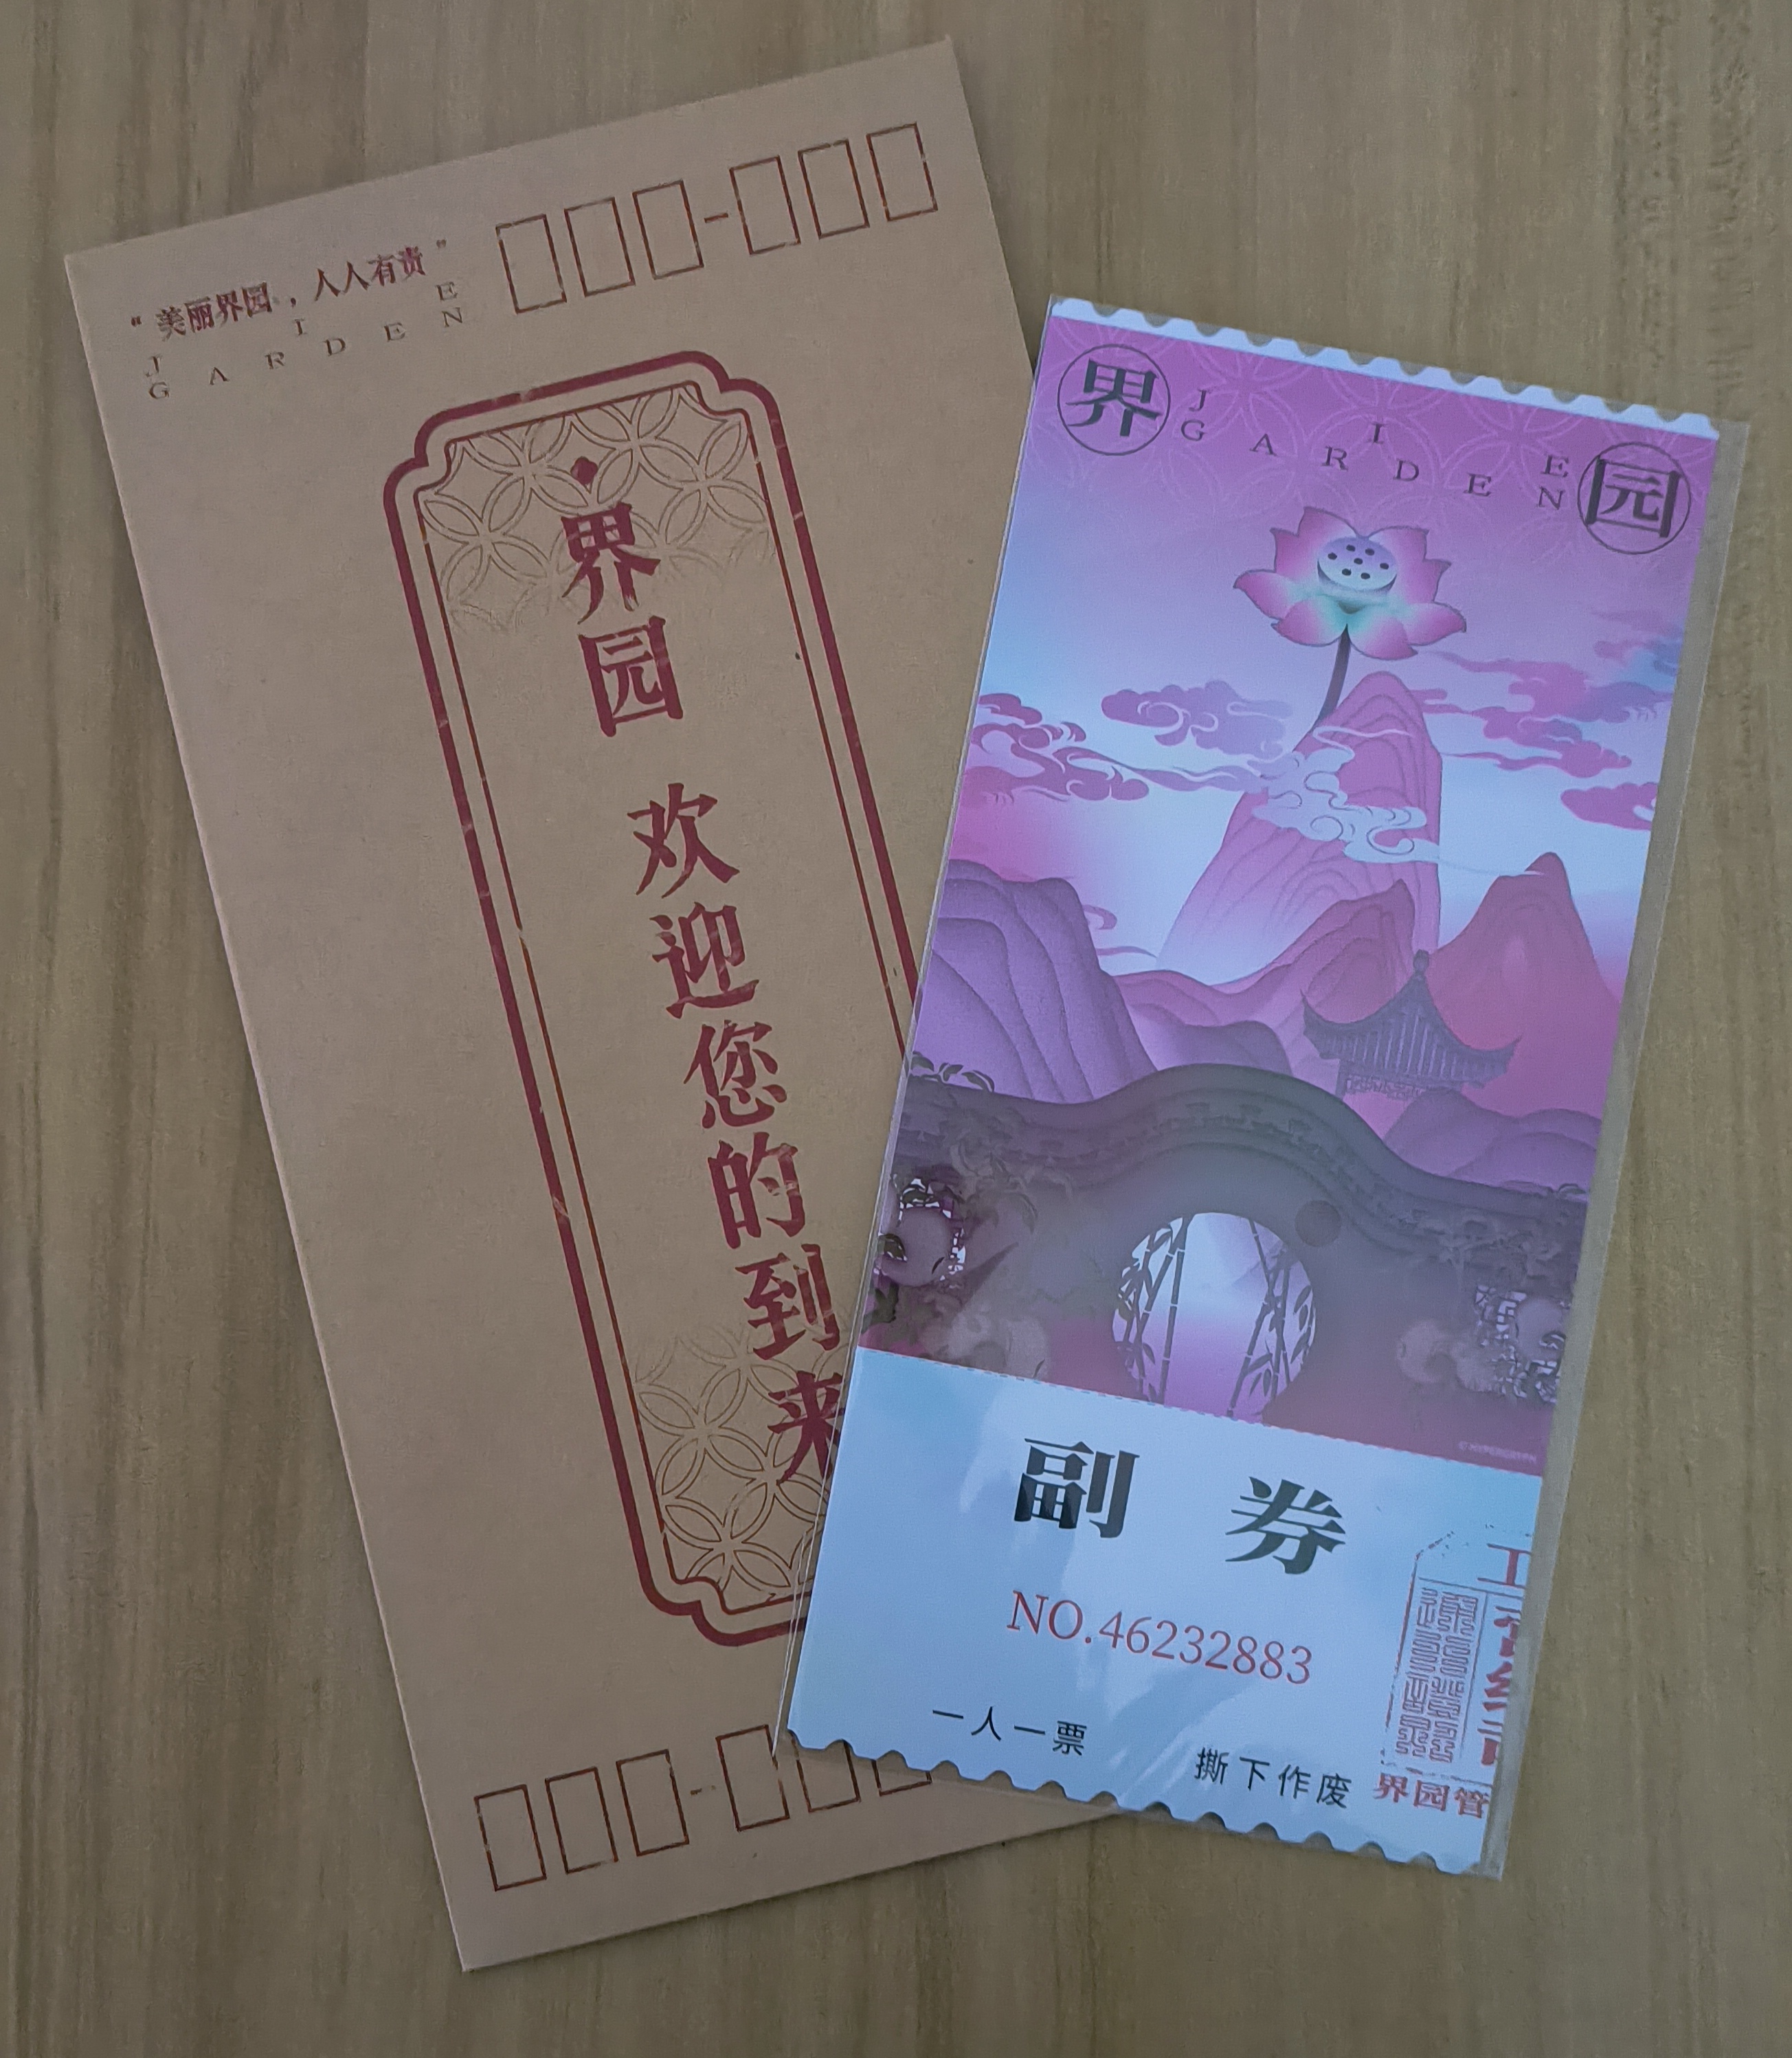 “美丽界园，人人有责”
J I E
G A R D E N
界园 欢迎您的到来
界 园
J I E
G A R D E N
©HYPERGRYPH
副 券
NO.46232883
一人一票
撕下作废
界园管